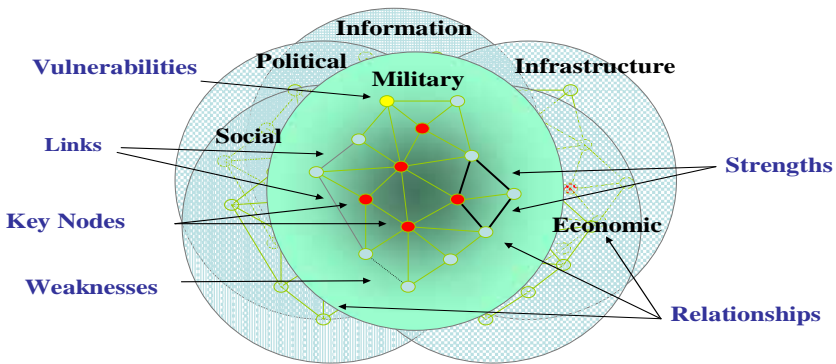 Information
Political
Infrastructure
Vulnerabilities
Military
Social
Links
Strengths
Key Nodes
Economic
Weaknesses
Relationships